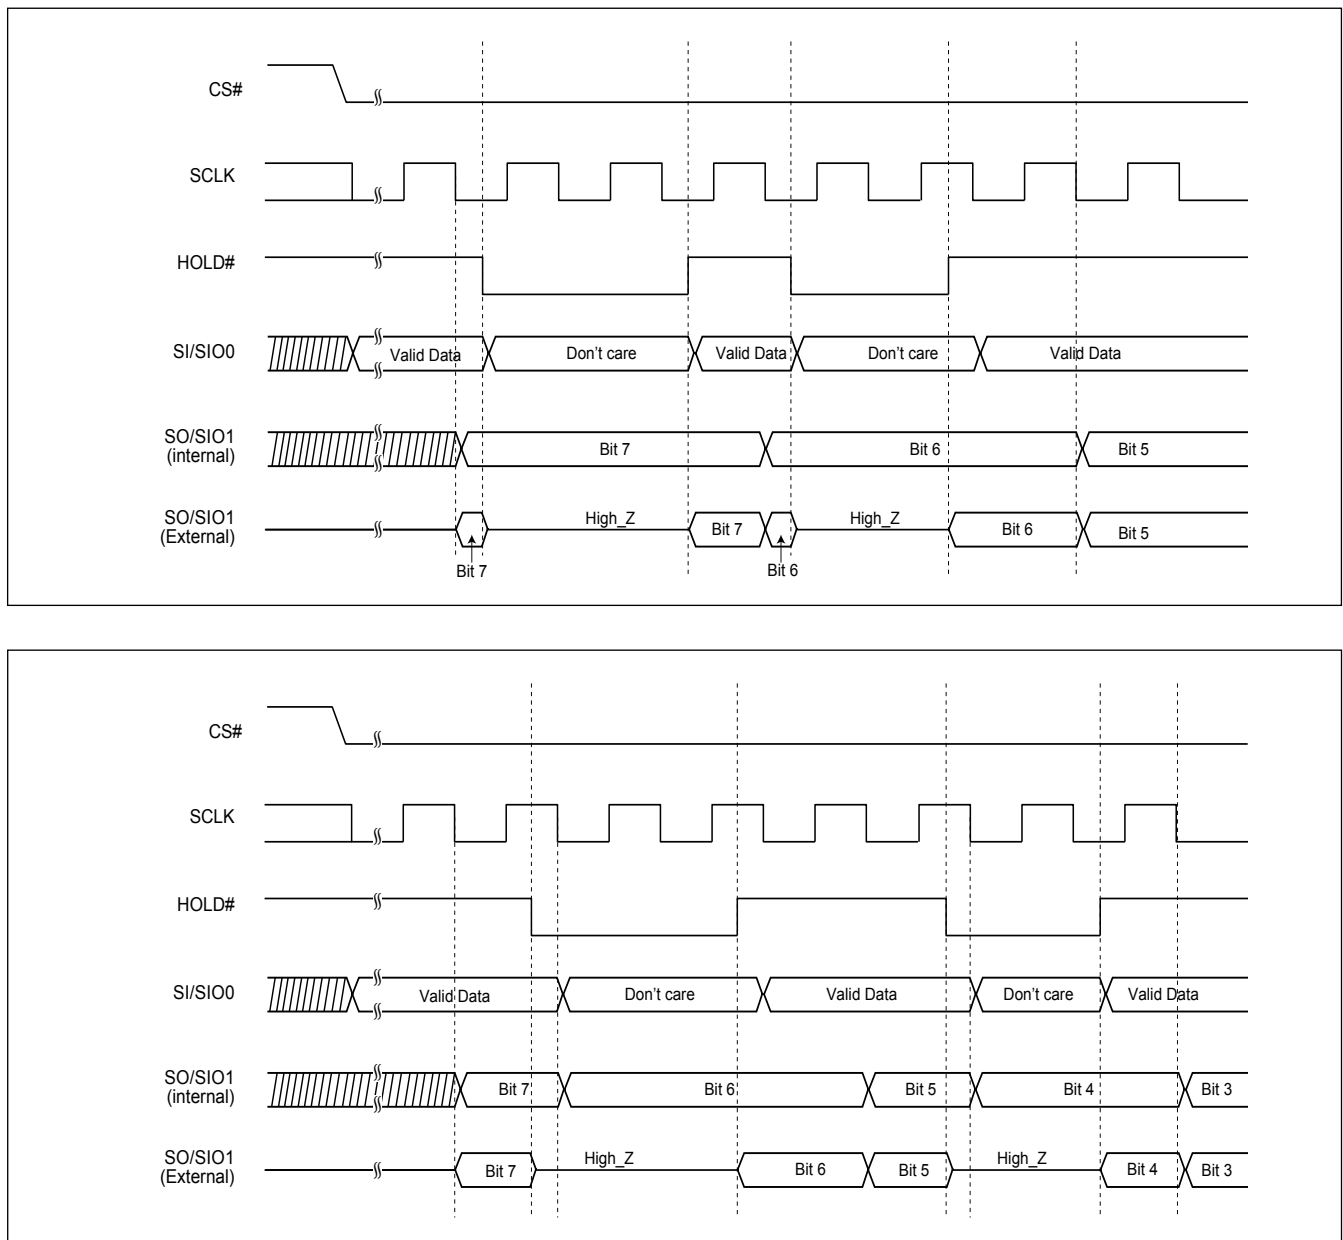 CS#
SCLK
HOLD#
SI/SIO0
Valid Data
Don't care
Valid Data
Don't care
Valid Data
SO/SIO1
(internal)
Bit 7
Bit 6
Bit 5
SO/SIO1
(External)
High_Z
Bit 7
High_Z
Bit 6
Bit 5
Bit 7
Bit 6
CS#
SCLK
HOLD#
SI/SIO0
Valid Data
Don't care
Valid Data
Don't care
Valid Data
SO/SIO1
(internal)
Bit 7
Bit 6
Bit 5
Bit 4
Bit 3
SO/SIO1
(External)
Bit 7
High_Z
Bit 6
Bit 5
High_Z
Bit 4
Bit 3